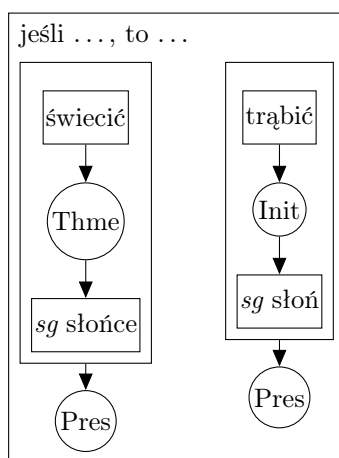 jeśli …, to …
świecić
Thme
sg słońce
Pres
trąbić
Init
sg słoń
Pres